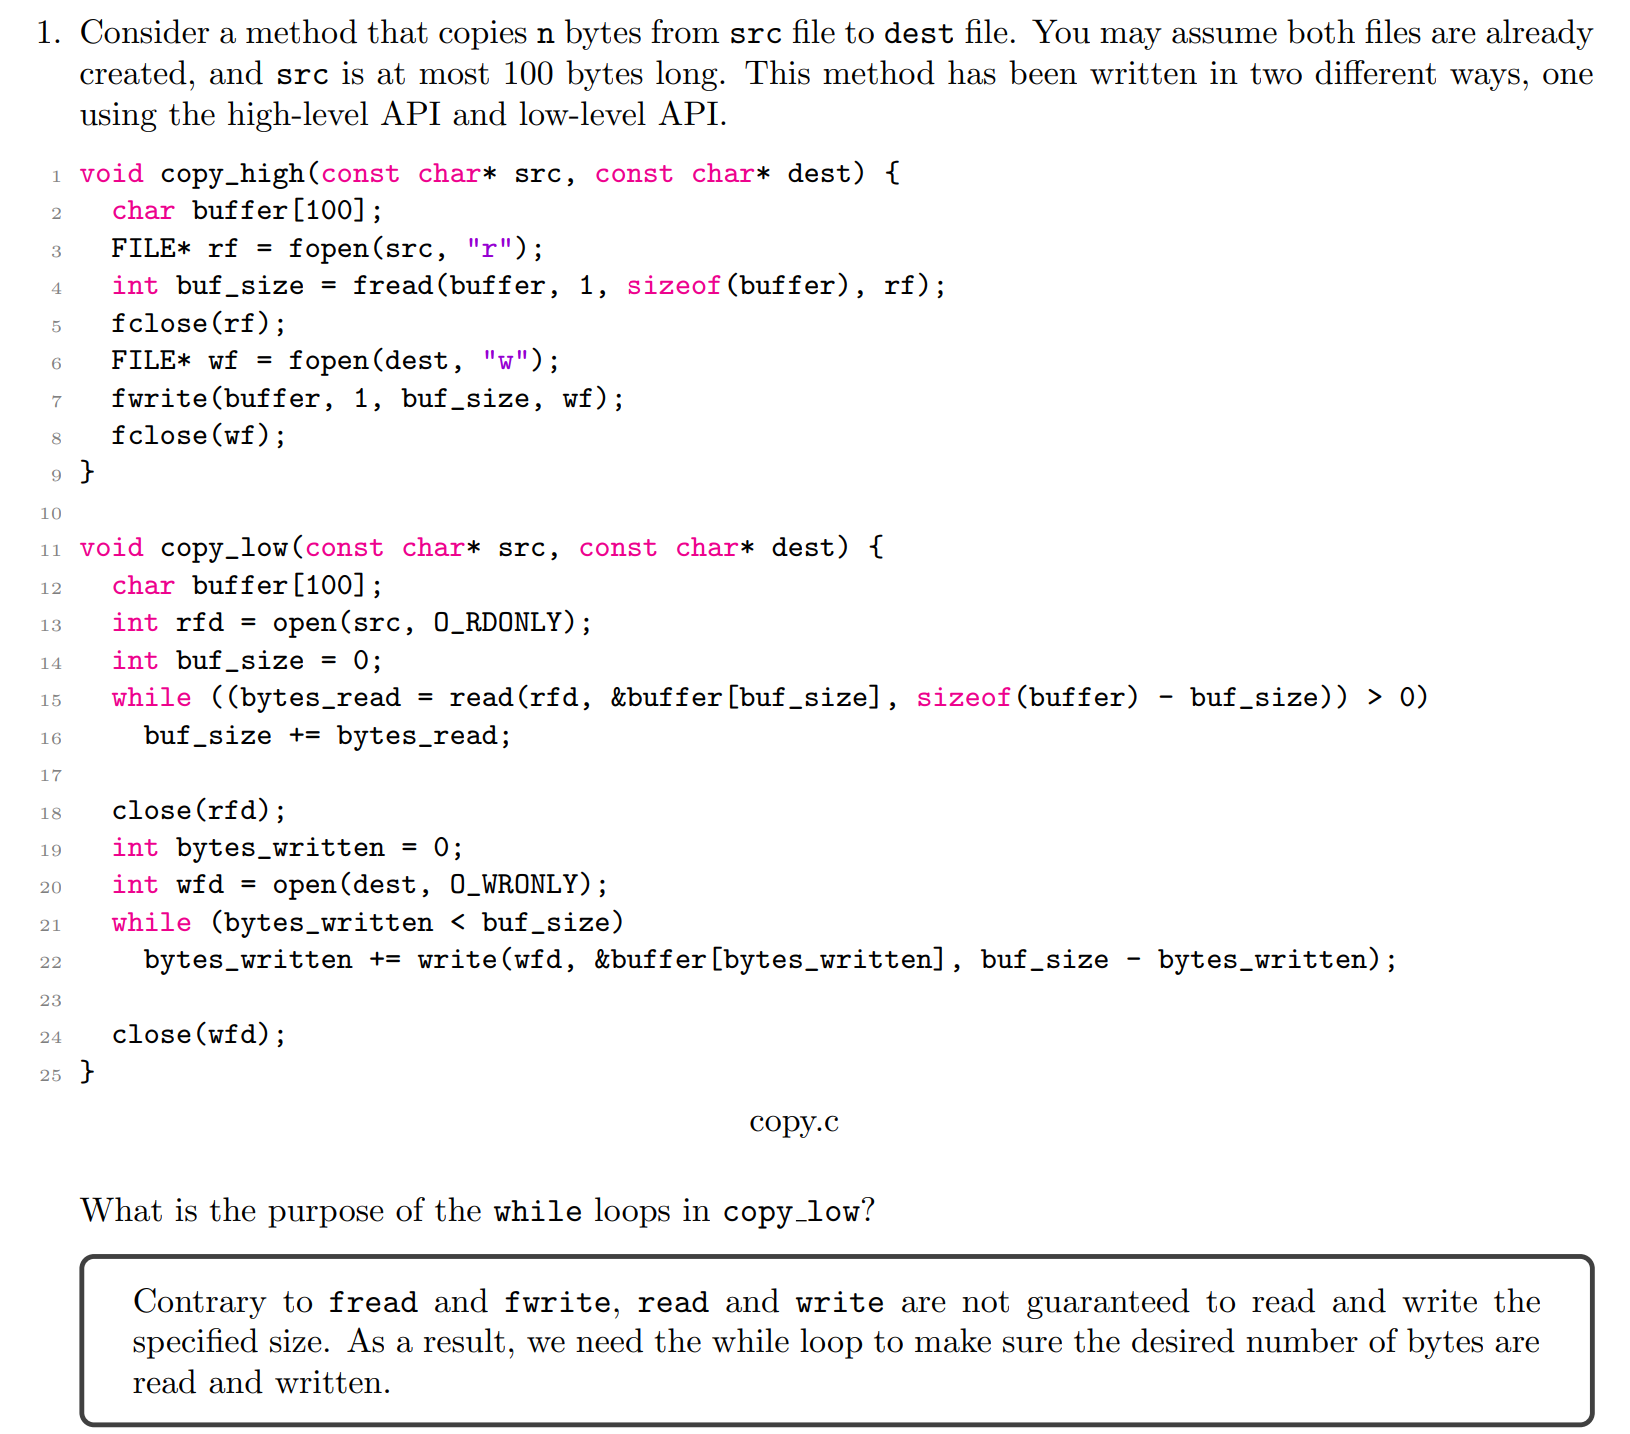 1. Consider a method that copies n bytes from src file to dest file. You may assume both files are already
created, and src is at most 100 bytes long. This method has been written in two different ways, one
using the high-level API and low-level API.
1 void copy_high(const char* src, const char* dest) {
2   char buffer[100];
3   FILE* rf = fopen(src, "r");
4   int buf_size = fread(buffer, 1, sizeof(buffer), rf);
5   fclose(rf);
6   FILE* wf = fopen(dest, "w");
7   fwrite(buffer, 1, buf_size, wf);
8   fclose(wf);
9 }
10
11 void copy_low(const char* src, const char* dest) {
12   char buffer[100];
13   int rfd = open(src, O_RDONLY);
14   int buf_size = 0;
15   while ((bytes_read = read(rfd, &buffer[buf_size], sizeof(buffer) - buf_size)) > 0)
16     buf_size += bytes_read;
17
18   close(rfd);
19   int bytes_written = 0;
20   int wfd = open(dest, O_WRONLY);
21   while (bytes_written < buf_size)
22     bytes_written += write(wfd, &buffer[bytes_written], buf_size - bytes_written);
23
24   close(wfd);
25 }
copy.c
What is the purpose of the while loops in copy_low?
Contrary to fread and fwrite, read and write are not guaranteed to read and write the
specified size. As a result, we need the while loop to make sure the desired number of bytes are
read and written.